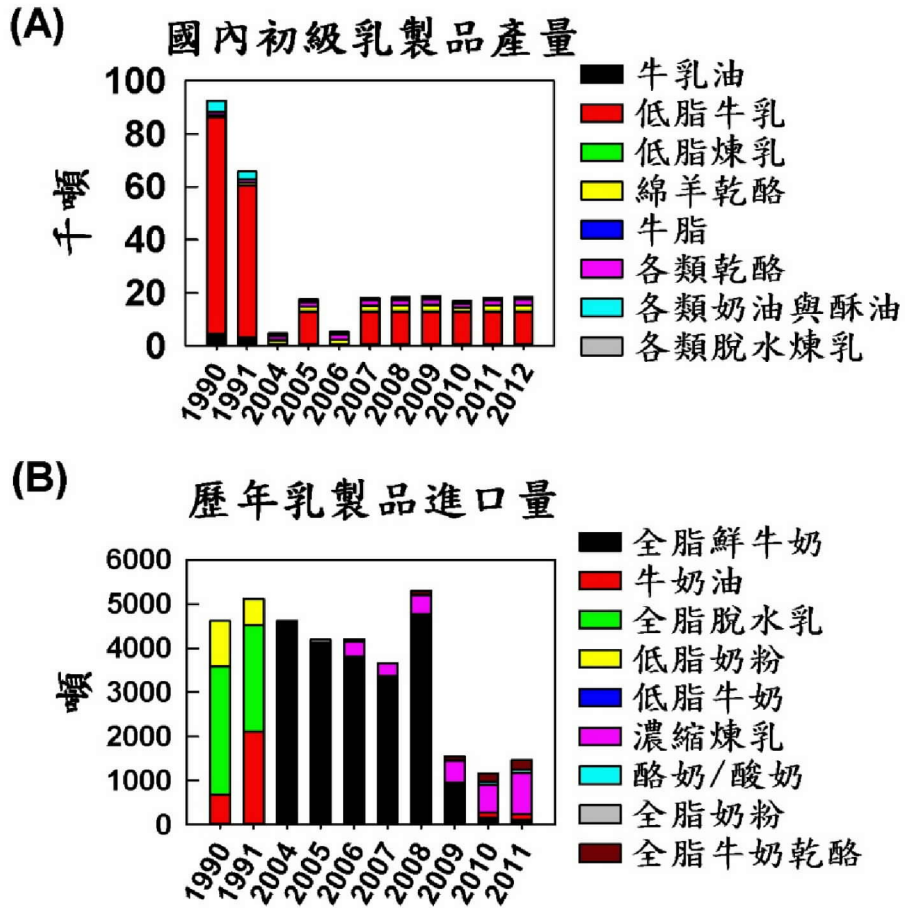 (A)
國內初級乳製品產量
千噸
100
80
60
40
20
0
1990
1991
2004
2005
2006
2007
2008
2009
2010
2011
2012
牛乳油
低脂牛乳
低脂煉乳
綿羊乾酪
牛脂
各類乾酪
各類奶油與酥油
各類脫水煉乳
(B)
歷年乳製品進口量
噸
6000
5000
4000
3000
2000
1000
0
1990
1991
2004
2005
2006
2007
2008
2009
2010
2011
全脂鮮牛奶
牛奶油
全脂脫水乳
低脂奶粉
低脂牛奶
濃縮煉乳
酪奶/酸奶
全脂奶粉
全脂牛奶乾酪